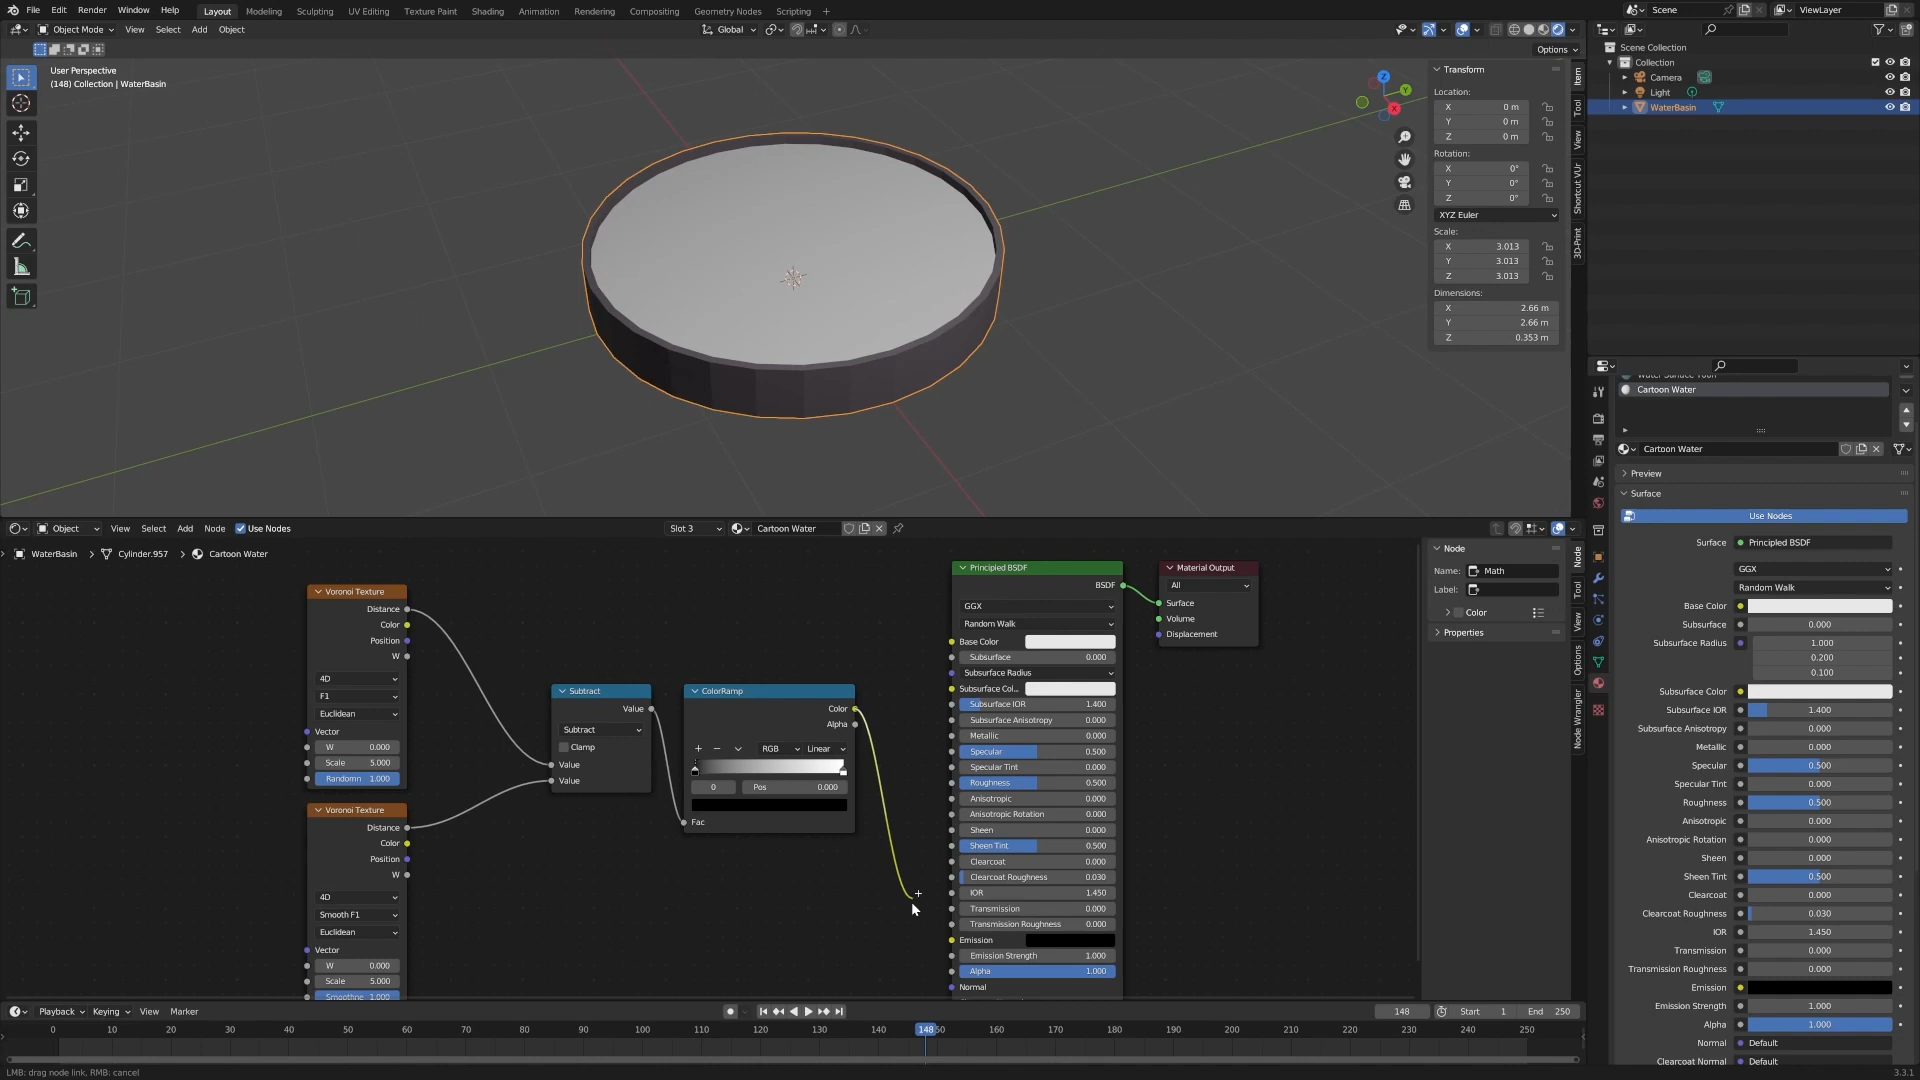 File Edit Render Window Help Layout Modeling Sculpting UV Editing Texture Paint Shading Animation Rendering Compositing Geometry Nodes Scripting + Scene ViewLayer
Object Mode View Select Add Object Global
Options
User Perspective
(148) Collection | WaterBasin
Transform
Location:
X 0 m
Y 0 m
Z 0 m
Rotation:
X 0°
Y 0°
Z 0°
XYZ Euler
Scale:
X 3.013
Y 3.013
Z 3.013
Dimensions:
X 2.66 m
Y 2.66 m
Z 0.353 m
Item
Tool
View
Shortcut VUr
3D-Print
Z
Y
X
Scene Collection
Collection
Camera
Light
WaterBasin
Object View Select Add Node Use Nodes Slot 3 Cartoon Water
WaterBasin Cylinder.957 Cartoon Water
Voronoi Texture
Distance
Color
Position
W
4D
F1
Euclidean
Vector
W 0.000
Scale 5.000
Randomn 1.000
Voronoi Texture
Distance
Color
Position
W
4D
Smooth F1
Euclidean
Vector
W 0.000
Scale 5.000
Smoothne 1.000
Subtract
Value
Subtract
Clamp
Value
Value
ColorRamp
Color
Alpha
RGB Linear
0 Pos 0.000
Fac
Principled BSDF
BSDF
GGX
Random Walk
Base Color
Subsurface 0.000
Subsurface Radius
Subsurface Col...
Subsurface IOR 1.400
Subsurface Anisotropy 0.000
Metallic 0.000
Specular 0.500
Specular Tint 0.000
Roughness 0.500
Anisotropic 0.000
Anisotropic Rotation 0.000
Sheen 0.000
Sheen Tint 0.500
Clearcoat 0.000
Clearcoat Roughness 0.030
IOR 1.450
Transmission 0.000
Transmission Roughness 0.000
Emission
Emission Strength 1.000
Alpha 1.000
Normal
Material Output
All
Surface
Volume
Displacement
Node
Name: Math
Label:
Color
Properties
Node
Tool
View
Options
Node Wrangler
Cartoon Water
Cartoon Water
Preview
Surface
Use Nodes
Surface Principled BSDF
GGX
Random Walk
Base Color
Subsurface 0.000
Subsurface Radius 1.000
0.200
0.100
Subsurface Color
Subsurface IOR 1.400
Subsurface Anisotropy 0.000
Metallic 0.000
Specular 0.500
Specular Tint 0.000
Roughness 0.500
Anisotropic 0.000
Anisotropic Rotation 0.000
Sheen 0.000
Sheen Tint 0.500
Clearcoat 0.000
Clearcoat Roughness 0.030
IOR 1.450
Transmission 0.000
Transmission Roughness 0.000
Emission
Emission Strength 1.000
Alpha 1.000
Normal Default
Clearcoat Normal Default
Playback Keying View Marker 148 Start 1 End 250
0 10 20 30 40 50 60 70 80 90 100 110 120 130 140 148 160 170 180 190 200 210 220 230 240 250
LMB: drag node link, RMB: cancel 3.3.1